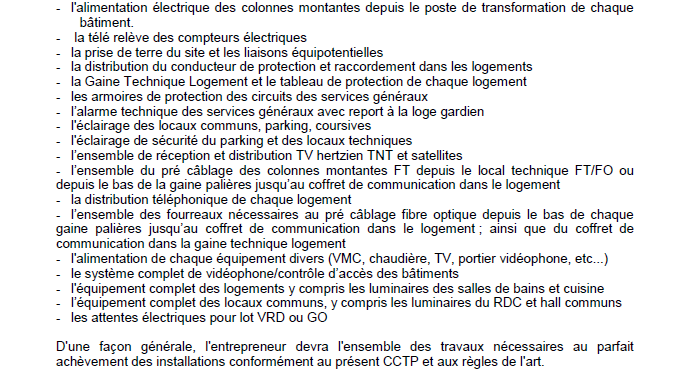 - l'alimentation électrique des colonnes montantes depuis le poste de transformation de chaque
bâtiment.
- la télé relève des compteurs électriques
- la prise de terre du site et les liaisons équipotentielles
- la distribution du conducteur de protection et raccordement dans les logements
- la Gaine Technique Logement et le tableau de protection de chaque logement
- les armoires de protection des circuits des services généraux
- l'alarme technique des services généraux avec report à la loge gardien
- l'éclairage des locaux communs, parking, coursives
- l'éclairage de sécurité du parking et des locaux techniques
- l'ensemble de réception et distribution TV hertzien TNT et satellites
- l'ensemble du pré câblage des colonnes montantes FT depuis le local technique FT/FO ou
depuis le bas de la gaine palières jusqu'au coffret de communication dans le logement
- la distribution téléphonique de chaque logement
- l'ensemble des fourreaux nécessaires au pré câblage fibre optique depuis le bas de chaque
gaine palières jusqu'au coffret de communication dans le logement ; ainsi que du coffret de
communication dans la gaine technique logement
- l'alimentation de chaque équipement divers (VMC, chaudière, TV, portier vidéophone, etc...)
- le système complet de vidéophone/contrôle d'accès des bâtiments
- l'équipement complet des logements y compris les luminaires des salles de bains et cuisine
- l'équipement complet des locaux communs, y compris les luminaires du RDC et hall communs
- les attentes électriques pour lot VRD ou GO
D'une façon générale, l'entrepreneur devra l'ensemble des travaux nécessaires au parfait
achèvement des installations conformément au présent CCTP et aux règles de l'art.